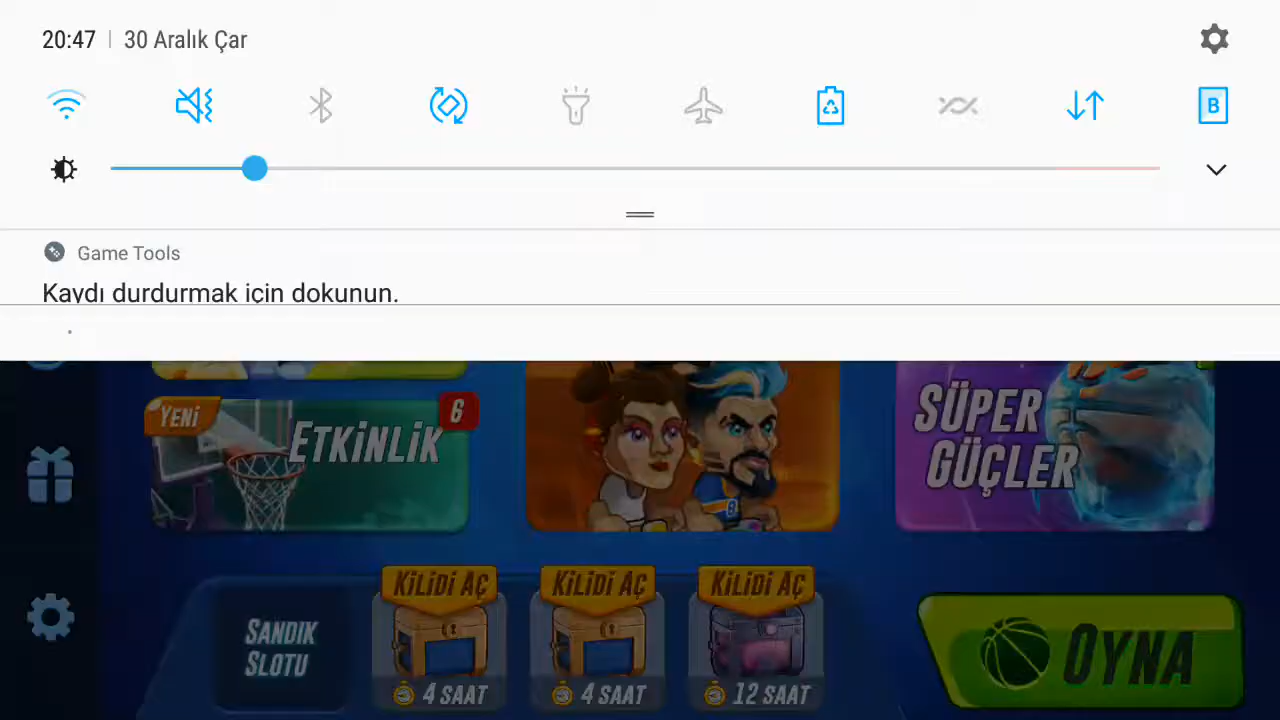 20:47 | 30 Aralık Çar
B
Game Tools
Kaydı durdurmak için dokunun.
YENİ
ETKİNLİK
6
SÜPER
GÜÇLER
KİLİDİ AÇ
KİLİDİ AÇ
KİLİDİ AÇ
SANDIK
SLOTU
4 SAAT
4 SAAT
12 SAAT
OYNA